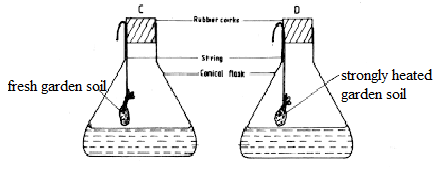 C D
Rubber corks
String
Conical flask
fresh garden soil
strongly heated
garden soil